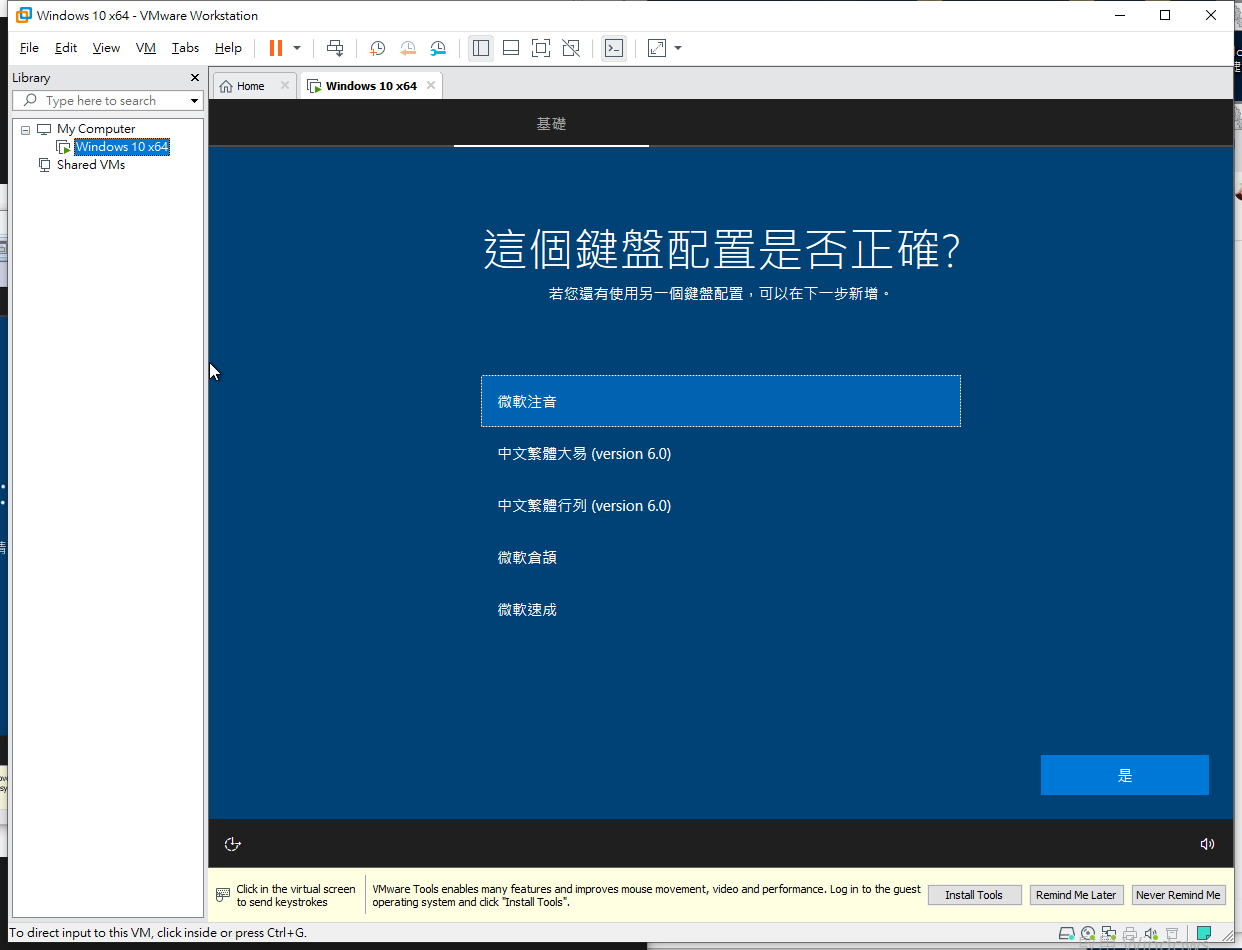 Windows 10 x64 - VMware Workstation
File Edit View VM Tabs Help
Library
Type here to search
My Computer
Windows 10 x64
Shared VMs
Home
Windows 10 x64
基礎
這個鍵盤配置是否正確?
若您還有使用另一個鍵盤配置，可以在下一步新增。
微軟注音
中文繁體大易 (version 6.0)
中文繁體行列 (version 6.0)
微軟倉頡
微軟速成
是
Click in the virtual screen
to send keystrokes
VMware Tools enables many features and improves mouse movement, video and performance. Log in to the guest
operating system and click "Install Tools".
Install Tools
Remind Me Later
Never Remind Me
To direct input to this VM, click inside or press Ctrl+G.